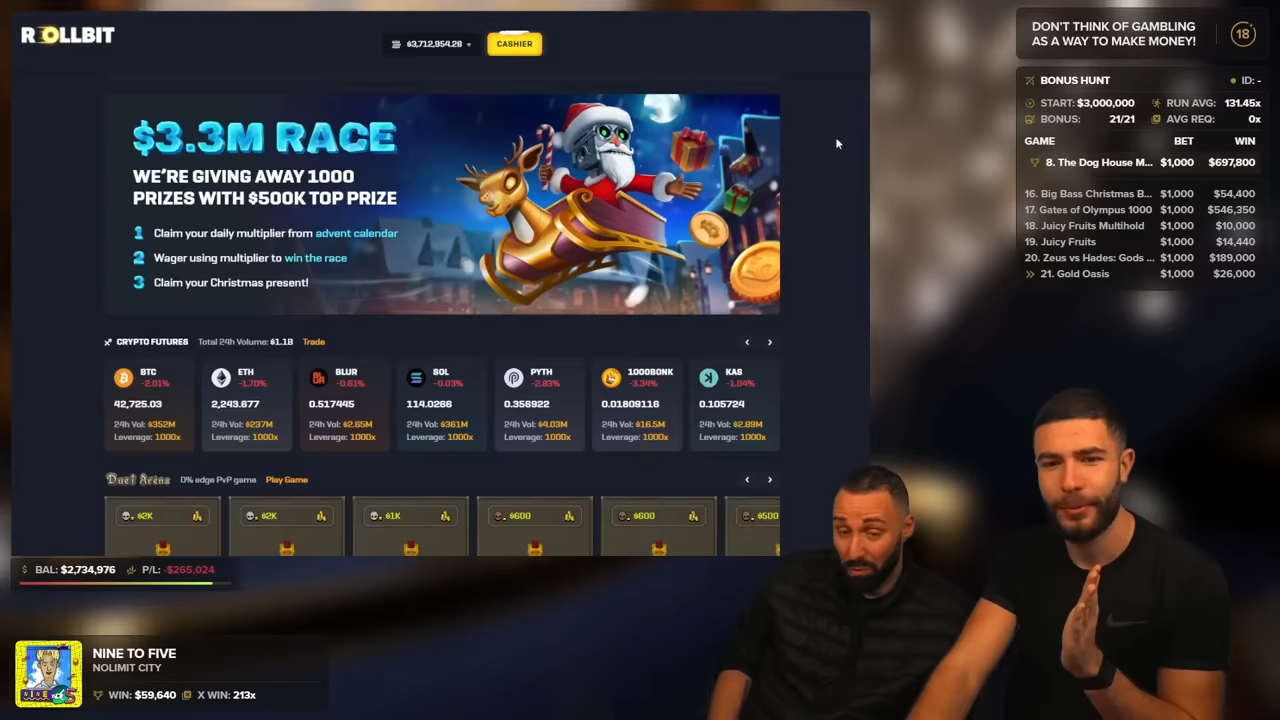 ROLLBIT
$3,712,954.28
CASHIER
$3.3M RACE
WE'RE GIVING AWAY 1000
PRIZES WITH $500K TOP PRIZE
1 Claim your daily multiplier from advent calendar
2 Wager using multiplier to win the race
3 Claim your Christmas present!
CRYPTO FUTURES Total 24h Volume: $1.1B Trade
BTC
-2.01%
42,725.03
24h Vol: $352M
Leverage: 1000x
ETH
-1.70%
2,243.677
24h Vol: $237M
Leverage: 1000x
BLUR
-0.61%
0.517445
24h Vol: $2.65M
Leverage: 1000x
SOL
-0.03%
114.0266
24h Vol: $361M
Leverage: 1000x
PYTH
-2.83%
0.356922
24h Vol: $4.03M
Leverage: 1000x
1000BONK
-3.34%
0.01809116
24h Vol: $16.5M
Leverage: 1000x
KAS
-1.04%
0.105724
24h Vol: $2.89M
Leverage: 1000x
Duel Arena 0% edge PvP game Play Game
$2K
$2K
$1K
$600
$600
$500
BAL: $2,734,976 P/L: -$265,024
NINE TO FIVE
NOLIMIT CITY
WIN: $59,640 X WIN: 213x
DON'T THINK OF GAMBLING
AS A WAY TO MAKE MONEY!
18
BONUS HUNT ID: -
START: $3,000,000 RUN AVG: 131.45x
BONUS: 21/21 AVG REQ: 0x
GAME BET WIN
8. The Dog House M... $1,000 $697,800
16. Big Bass Christmas B... $1,000 $54,400
17. Gates of Olympus 1000 $1,000 $546,350
18. Juicy Fruits Multihold $1,000 $10,000
19. Juicy Fruits $1,000 $14,440
20. Zeus vs Hades: Gods ... $1,000 $189,000
21. Gold Oasis $1,000 $26,000